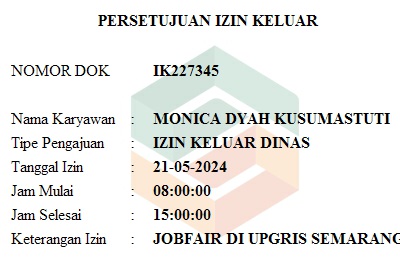 PERSETUJUAN IZIN KELUAR
NOMOR DOK IK227345
Nama Karyawan : MONICA DYAH KUSUMASTUTI
Tipe Pengajuan : IZIN KELUAR DINAS
Tanggal Izin : 21-05-2024
Jam Mulai : 08:00:00
Jam Selesai : 15:00:00
Keterangan Izin : JOBFAIR DI UPGRIS SEMARANG